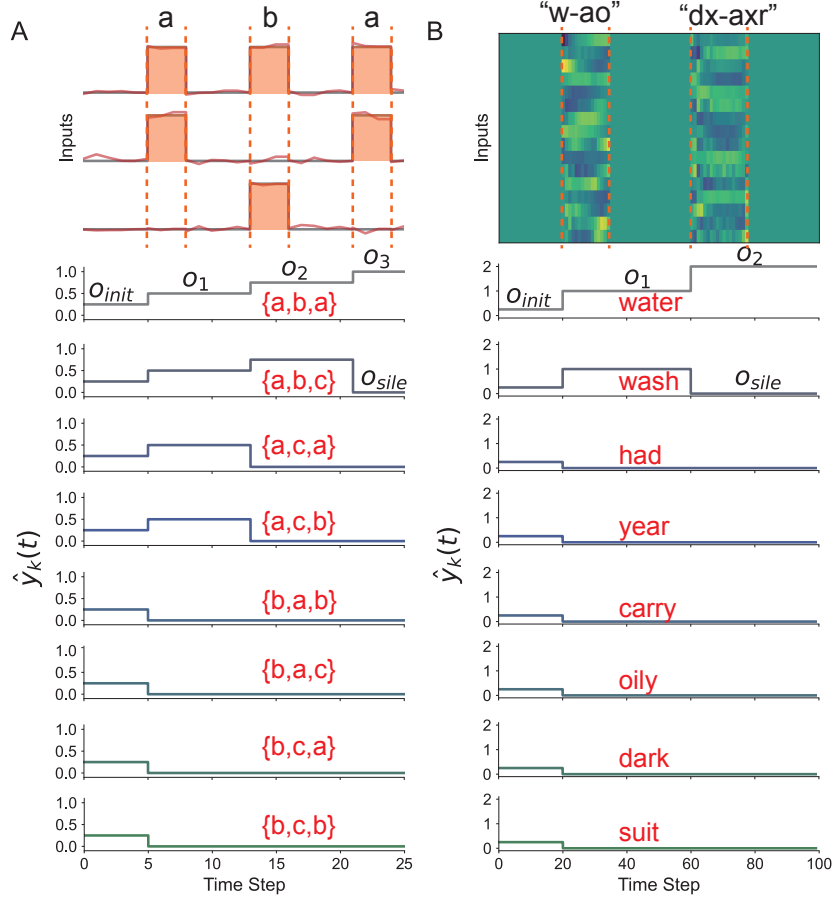 A
a
b
a
Inputs
1.0
0.5
0.0
o_init
o_1
o_2
o_3
{a,b,a}
1.0
0.5
0.0
{a,b,c}
o_sile
1.0
0.5
0.0
{a,c,a}
1.0
0.5
0.0
{a,c,b}
ŷ_k(t)
1.0
0.5
0.0
{b,a,b}
1.0
0.5
0.0
{b,a,c}
1.0
0.5
0.0
{b,c,a}
1.0
0.5
0.0
{b,c,b}
0 5 10 15 20 25
Time Step
B
“w-ao” “dx-axr”
Inputs
2
1
0
o_init
o_1
o_2
water
2
1
0
wash
o_sile
2
1
0
had
2
1
0
year
ŷ_k(t)
2
1
0
carry
2
1
0
oily
2
1
0
dark
2
1
0
suit
0 20 40 60 80 100
Time Step